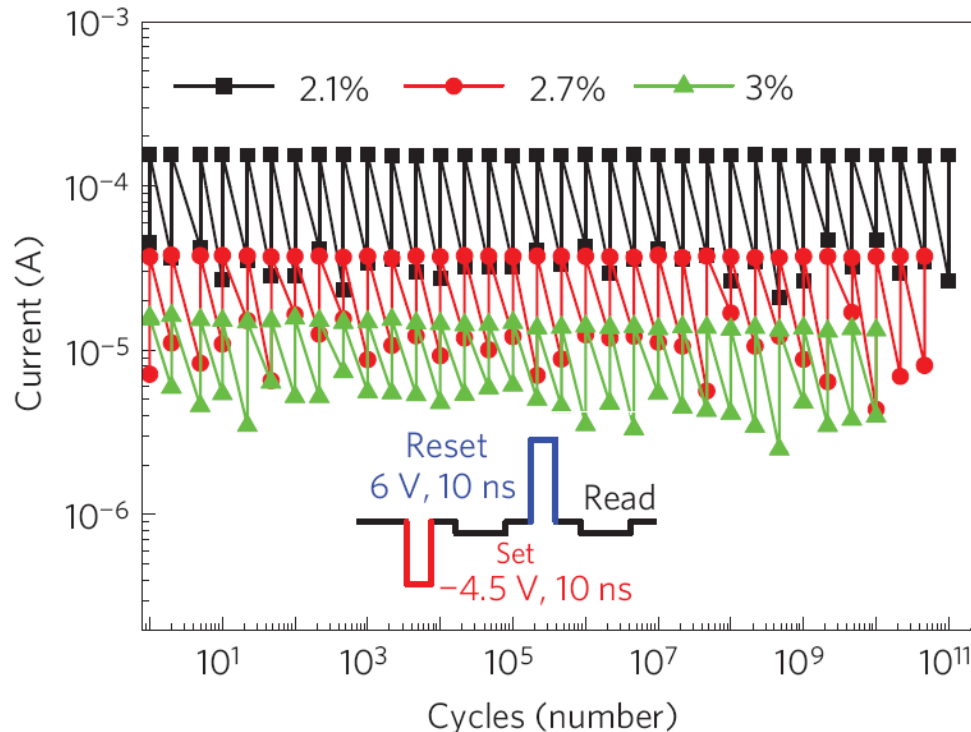 10⁻³
2.1% 2.7% 3%
10⁻⁴
Current (A)
10⁻⁵
Reset
6 V, 10 ns
Read
10⁻⁶
Set
−4.5 V, 10 ns
10¹ 10³ 10⁵ 10⁷ 10⁹ 10¹¹
Cycles (number)